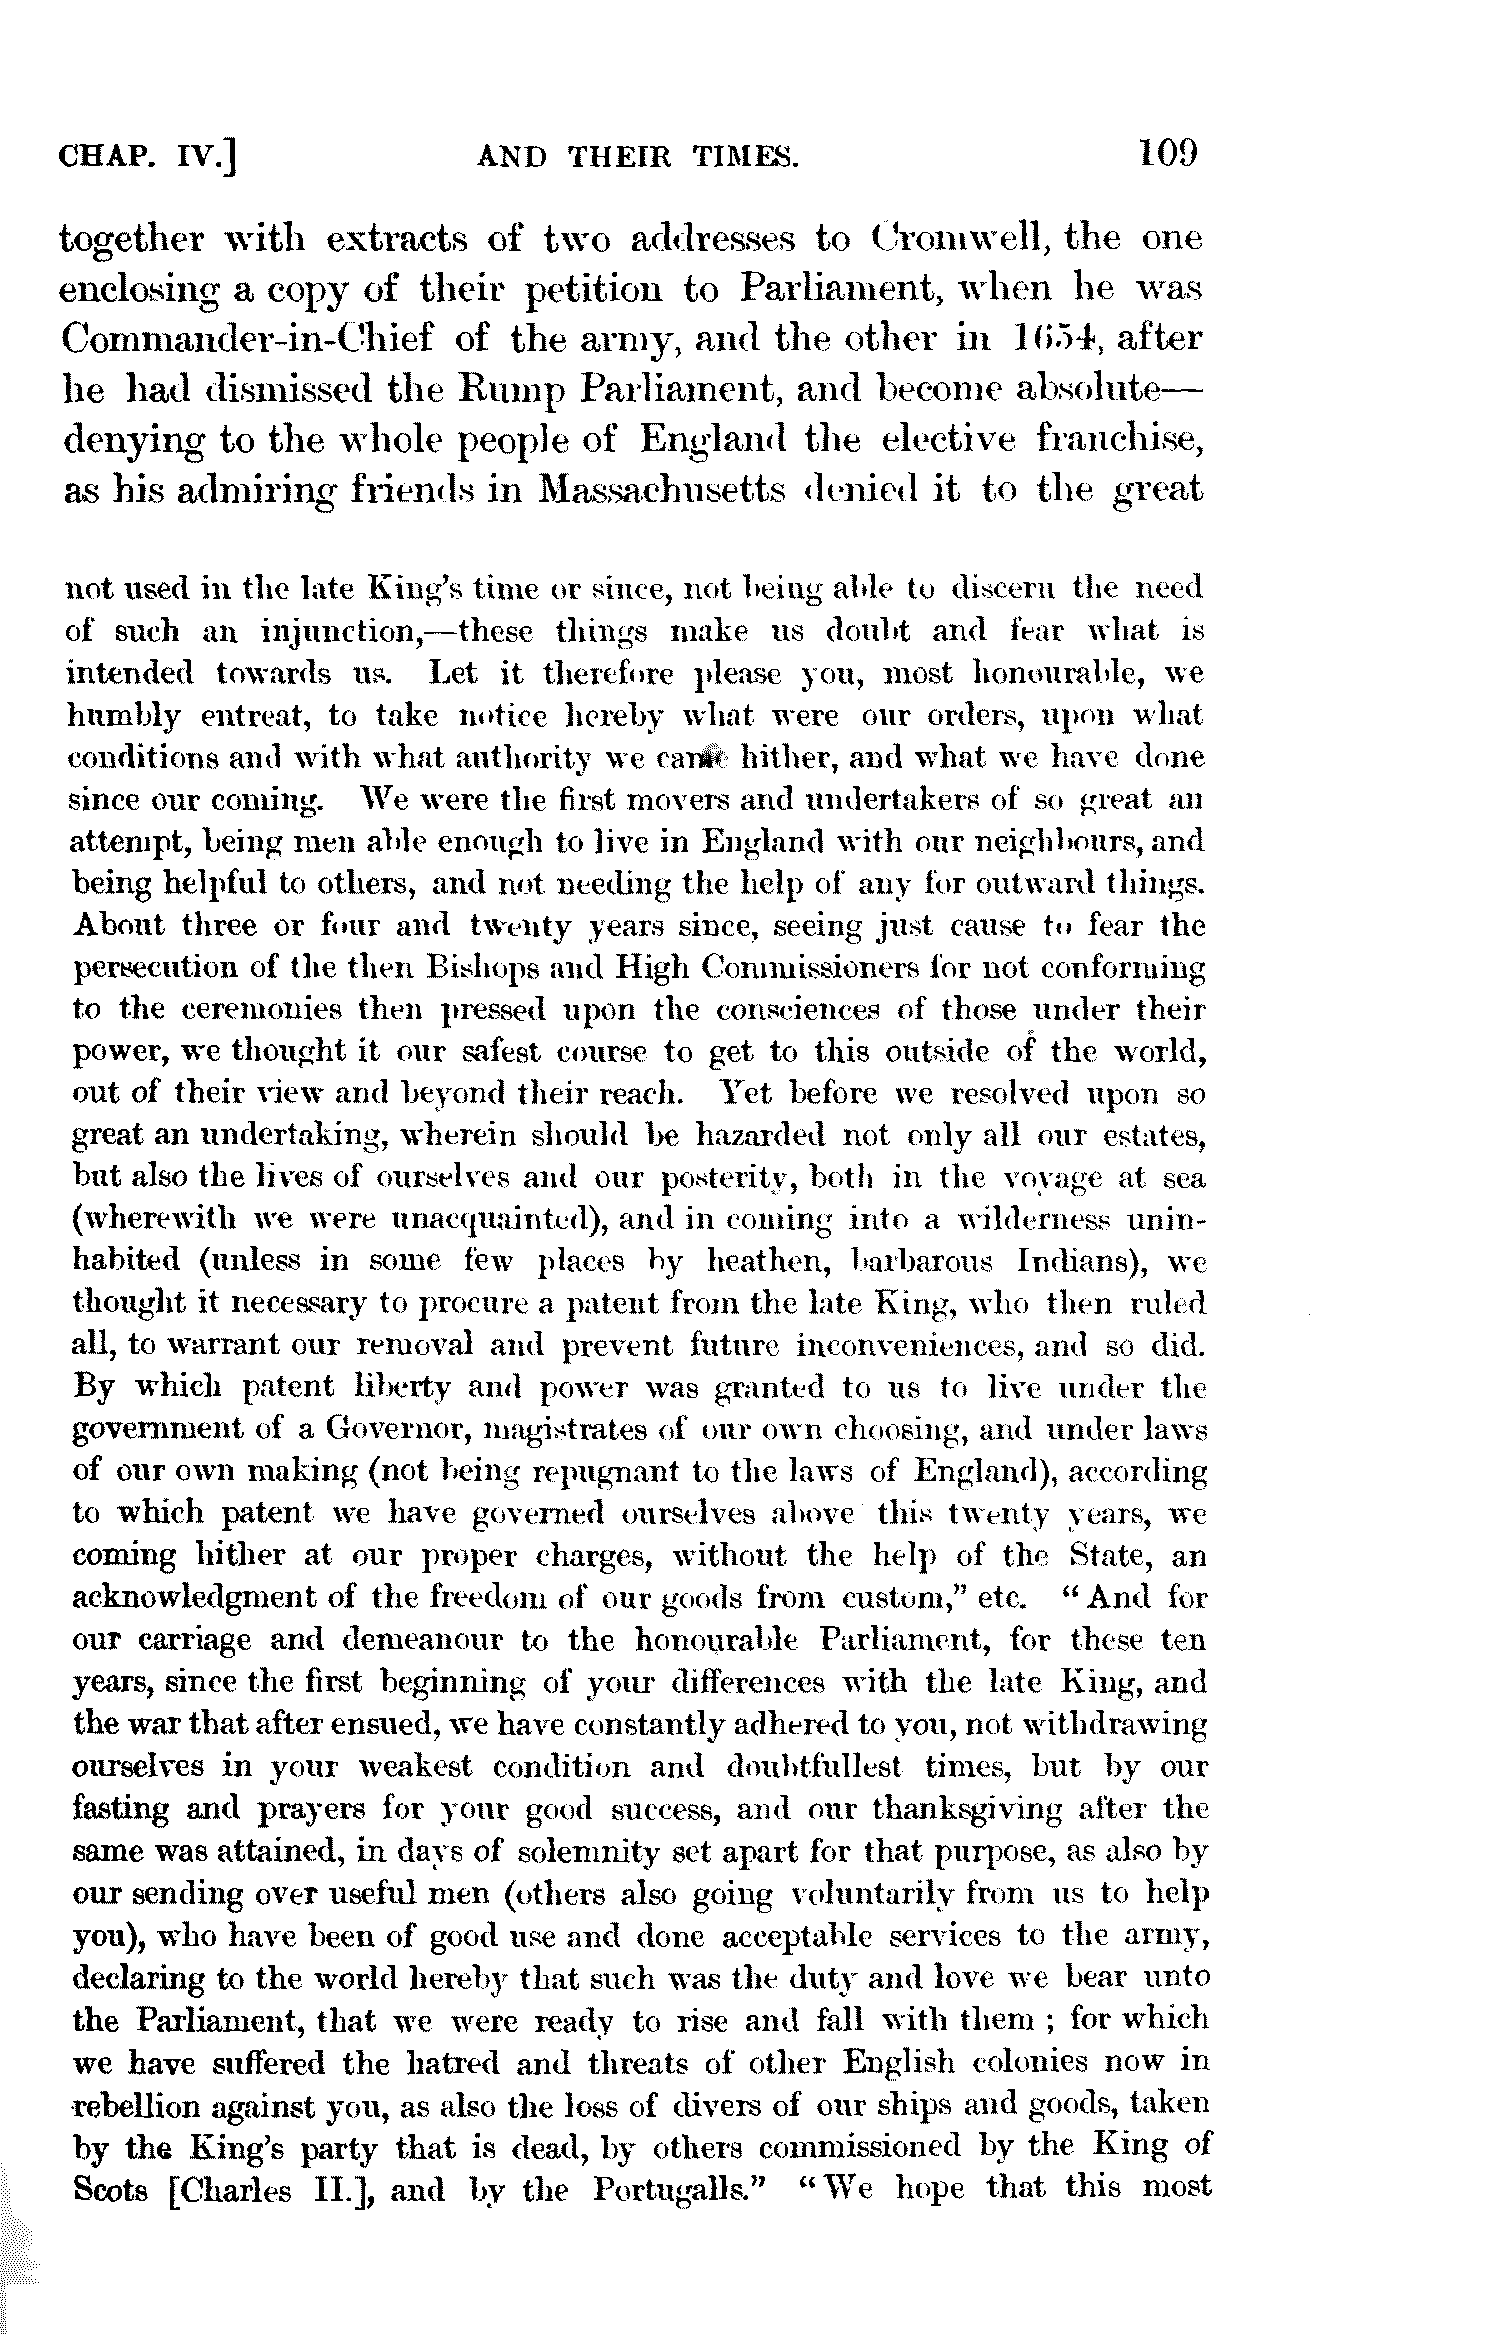 CHAP. IV.] AND THEIR TIMES. 109
together with extracts of two addresses to Cromwell, the one
enclosing a copy of their petition to Parliament, when he was
Commander-in-Chief of the army, and the other in 1654, after
he had dismissed the Rump Parliament, and become absolute—
denying to the whole people of England the elective franchise,
as his admiring friends in Massachusetts denied it to the great
not used in the late King's time or since, not being able to discern the need
of such an injunction,—these things make us doubt and fear what is
intended towards us. Let it therefore please you, most honourable, we
humbly entreat, to take notice hereby what were our orders, upon what
conditions and with what authority we came hither, and what we have done
since our coming. We were the first movers and undertakers of so great an
attempt, being men able enough to live in England with our neighbours, and
being helpful to others, and not needing the help of any for outward things.
About three or four and twenty years since, seeing just cause to fear the
persecution of the then Bishops and High Commissioners for not conforming
to the ceremonies then pressed upon the consciences of those under their
power, we thought it our safest course to get to this outside of the world,
out of their view and beyond their reach. Yet before we resolved upon so
great an undertaking, wherein should be hazarded not only all our estates,
but also the lives of ourselves and our posterity, both in the voyage at sea
(wherewith we were unacquainted), and in coming into a wilderness unin-
habited (unless in some few places by heathen, barbarous Indians), we
thought it necessary to procure a patent from the late King, who then ruled
all, to warrant our removal and prevent future inconveniences, and so did.
By which patent liberty and power was granted to us to live under the
government of a Governor, magistrates of our own choosing, and under laws
of our own making (not being repugnant to the laws of England), according
to which patent we have governed ourselves above this twenty years, we
coming hither at our proper charges, without the help of the State, an
acknowledgment of the freedom of our goods from custom," etc. "And for
our carriage and demeanour to the honourable Parliament, for these ten
years, since the first beginning of your differences with the late King, and
the war that after ensued, we have constantly adhered to you, not withdrawing
ourselves in your weakest condition and doubtfullest times, but by our
fasting and prayers for your good success, and our thanksgiving after the
same was attained, in days of solemnity set apart for that purpose, as also by
our sending over useful men (others also going voluntarily from us to help
you), who have been of good use and done acceptable services to the army,
declaring to the world hereby that such was the duty and love we bear unto
the Parliament, that we were ready to rise and fall with them ; for which
we have suffered the hatred and threats of other English colonies now in
rebellion against you, as also the loss of divers of our ships and goods, taken
by the King's party that is dead, by others commissioned by the King of
Scots [Charles II.], and by the Portugalls." "We hope that this most